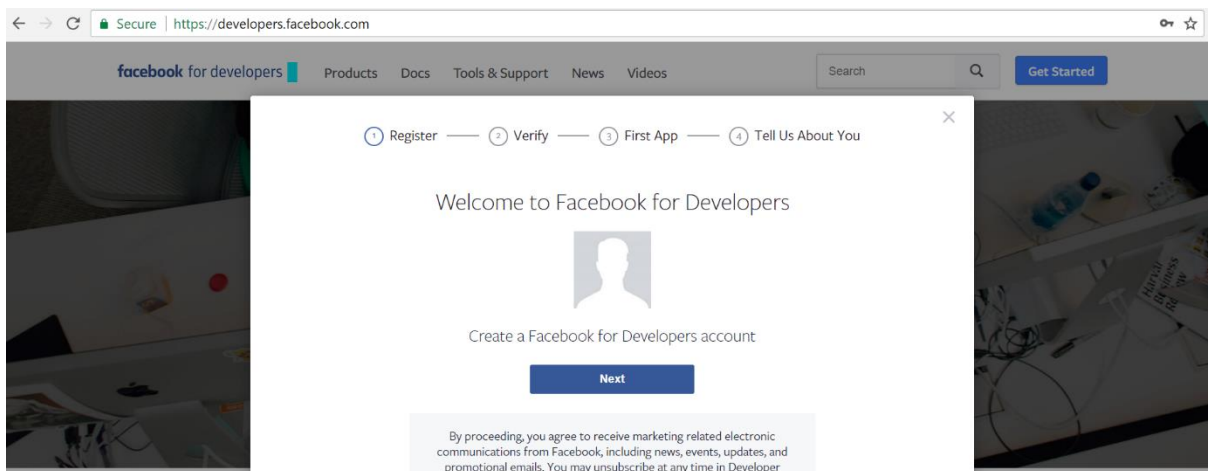 Secure | https://developers.facebook.com
facebook for developers Products Docs Tools & Support News Videos Search Get Started
1 Register 2 Verify 3 First App 4 Tell Us About You
Welcome to Facebook for Developers
Create a Facebook for Developers account
Next
By proceeding, you agree to receive marketing related electronic
communications from Facebook, including news, events, updates, and
promotional emails. You may unsubscribe at any time in Developer
Harvard
Business
Review